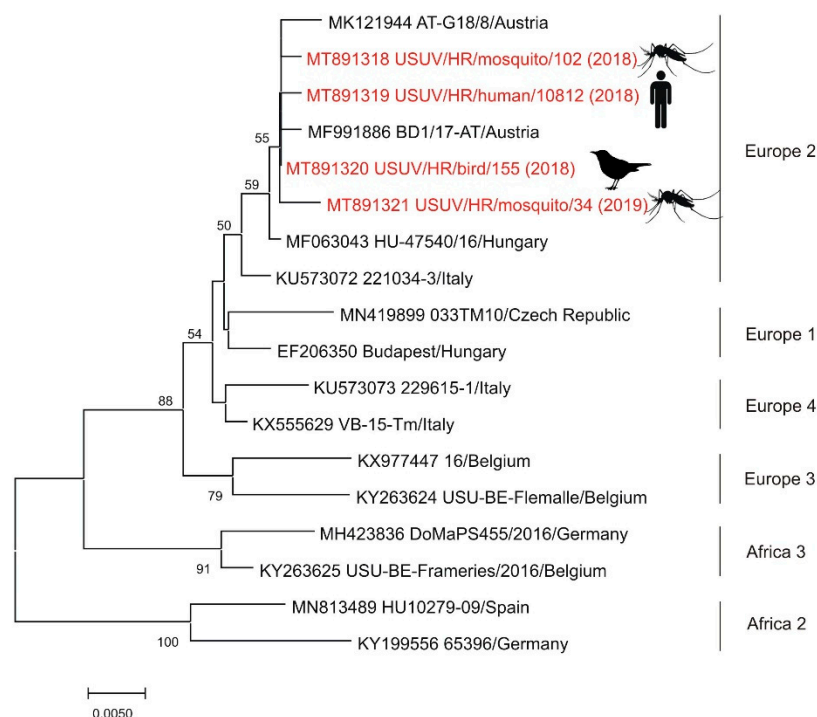 MK121944 AT-G18/8/Austria
MT891318 USUV/HR/mosquito/102 (2018)
MT891319 USUV/HR/human/10812 (2018)
MF991886 BD1/17-AT/Austria
55
Europe 2
MT891320 USUV/HR/bird/155 (2018)
59
MT891321 USUV/HR/mosquito/34 (2019)
50
MF063043 HU-47540/16/Hungary
KU573072 221034-3/Italy
MN419899 033TM10/Czech Republic
54
Europe 1
EF206350 Budapest/Hungary
KU573073 229615-1/Italy
88
Europe 4
KX555629 VB-15-Tm/Italy
KX977447 16/Belgium
Europe 3
79
KY263624 USU-BE-Flemalle/Belgium
MH423836 DoMaPS455/2016/Germany
Africa 3
91
KY263625 USU-BE-Frameries/2016/Belgium
MN813489 HU10279-09/Spain
Africa 2
100
KY199556 65396/Germany
0.0050